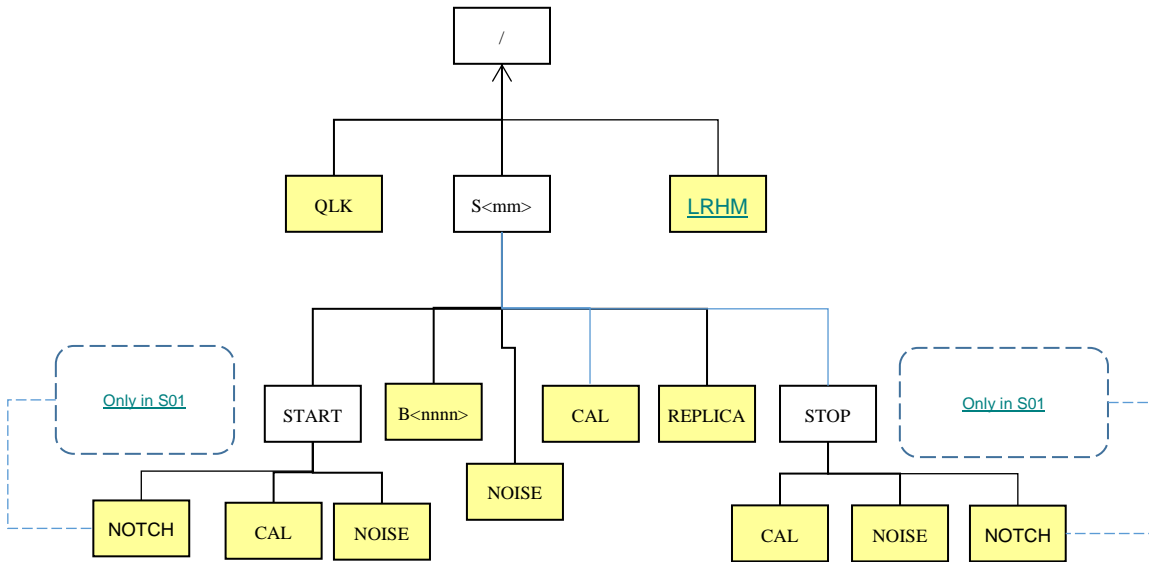 /
QLK
S<mm>
LRHM
Only in S01
START
B<nnnn>
CAL
REPLICA
STOP
Only in S01
NOISE
NOTCH
CAL
NOISE
CAL
NOISE
NOTCH